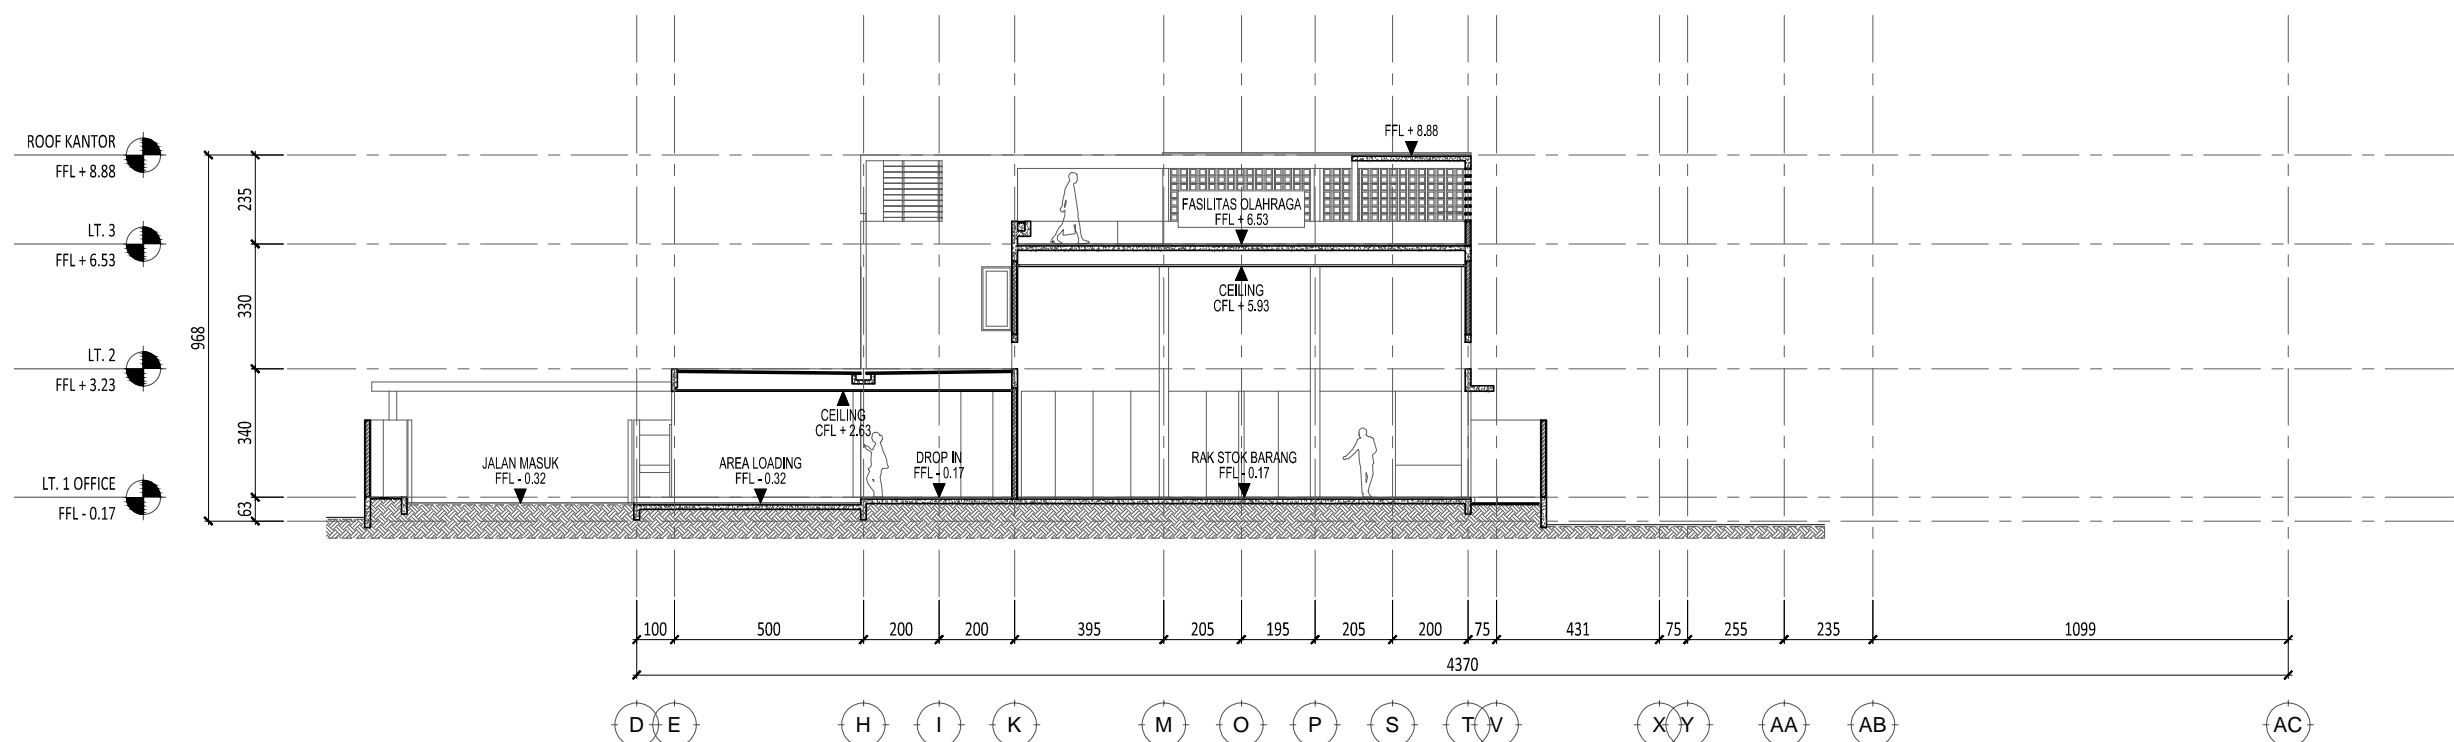 ROOF KANTOR
FFL + 8.88
LT. 3
FFL + 6.53
LT. 2
FFL + 3.23
LT. 1 OFFICE
FFL - 0.17
968
235
330
340
63
FFL + 8.88
FASILITAS OLAHRAGA
FFL + 6.53
CEILING
CFL + 5.93
CEILING
CFL + 2.63
JALAN MASUK
FFL - 0.32
AREA LOADING
FFL - 0.32
DROP IN
FFL - 0.17
RAK STOK BARANG
FFL - 0.17
100 500 200 200 395 205 195 205 200 75 431 75 255 235 1099
4370
D E H I K M O P S T V X Y AA AB AC